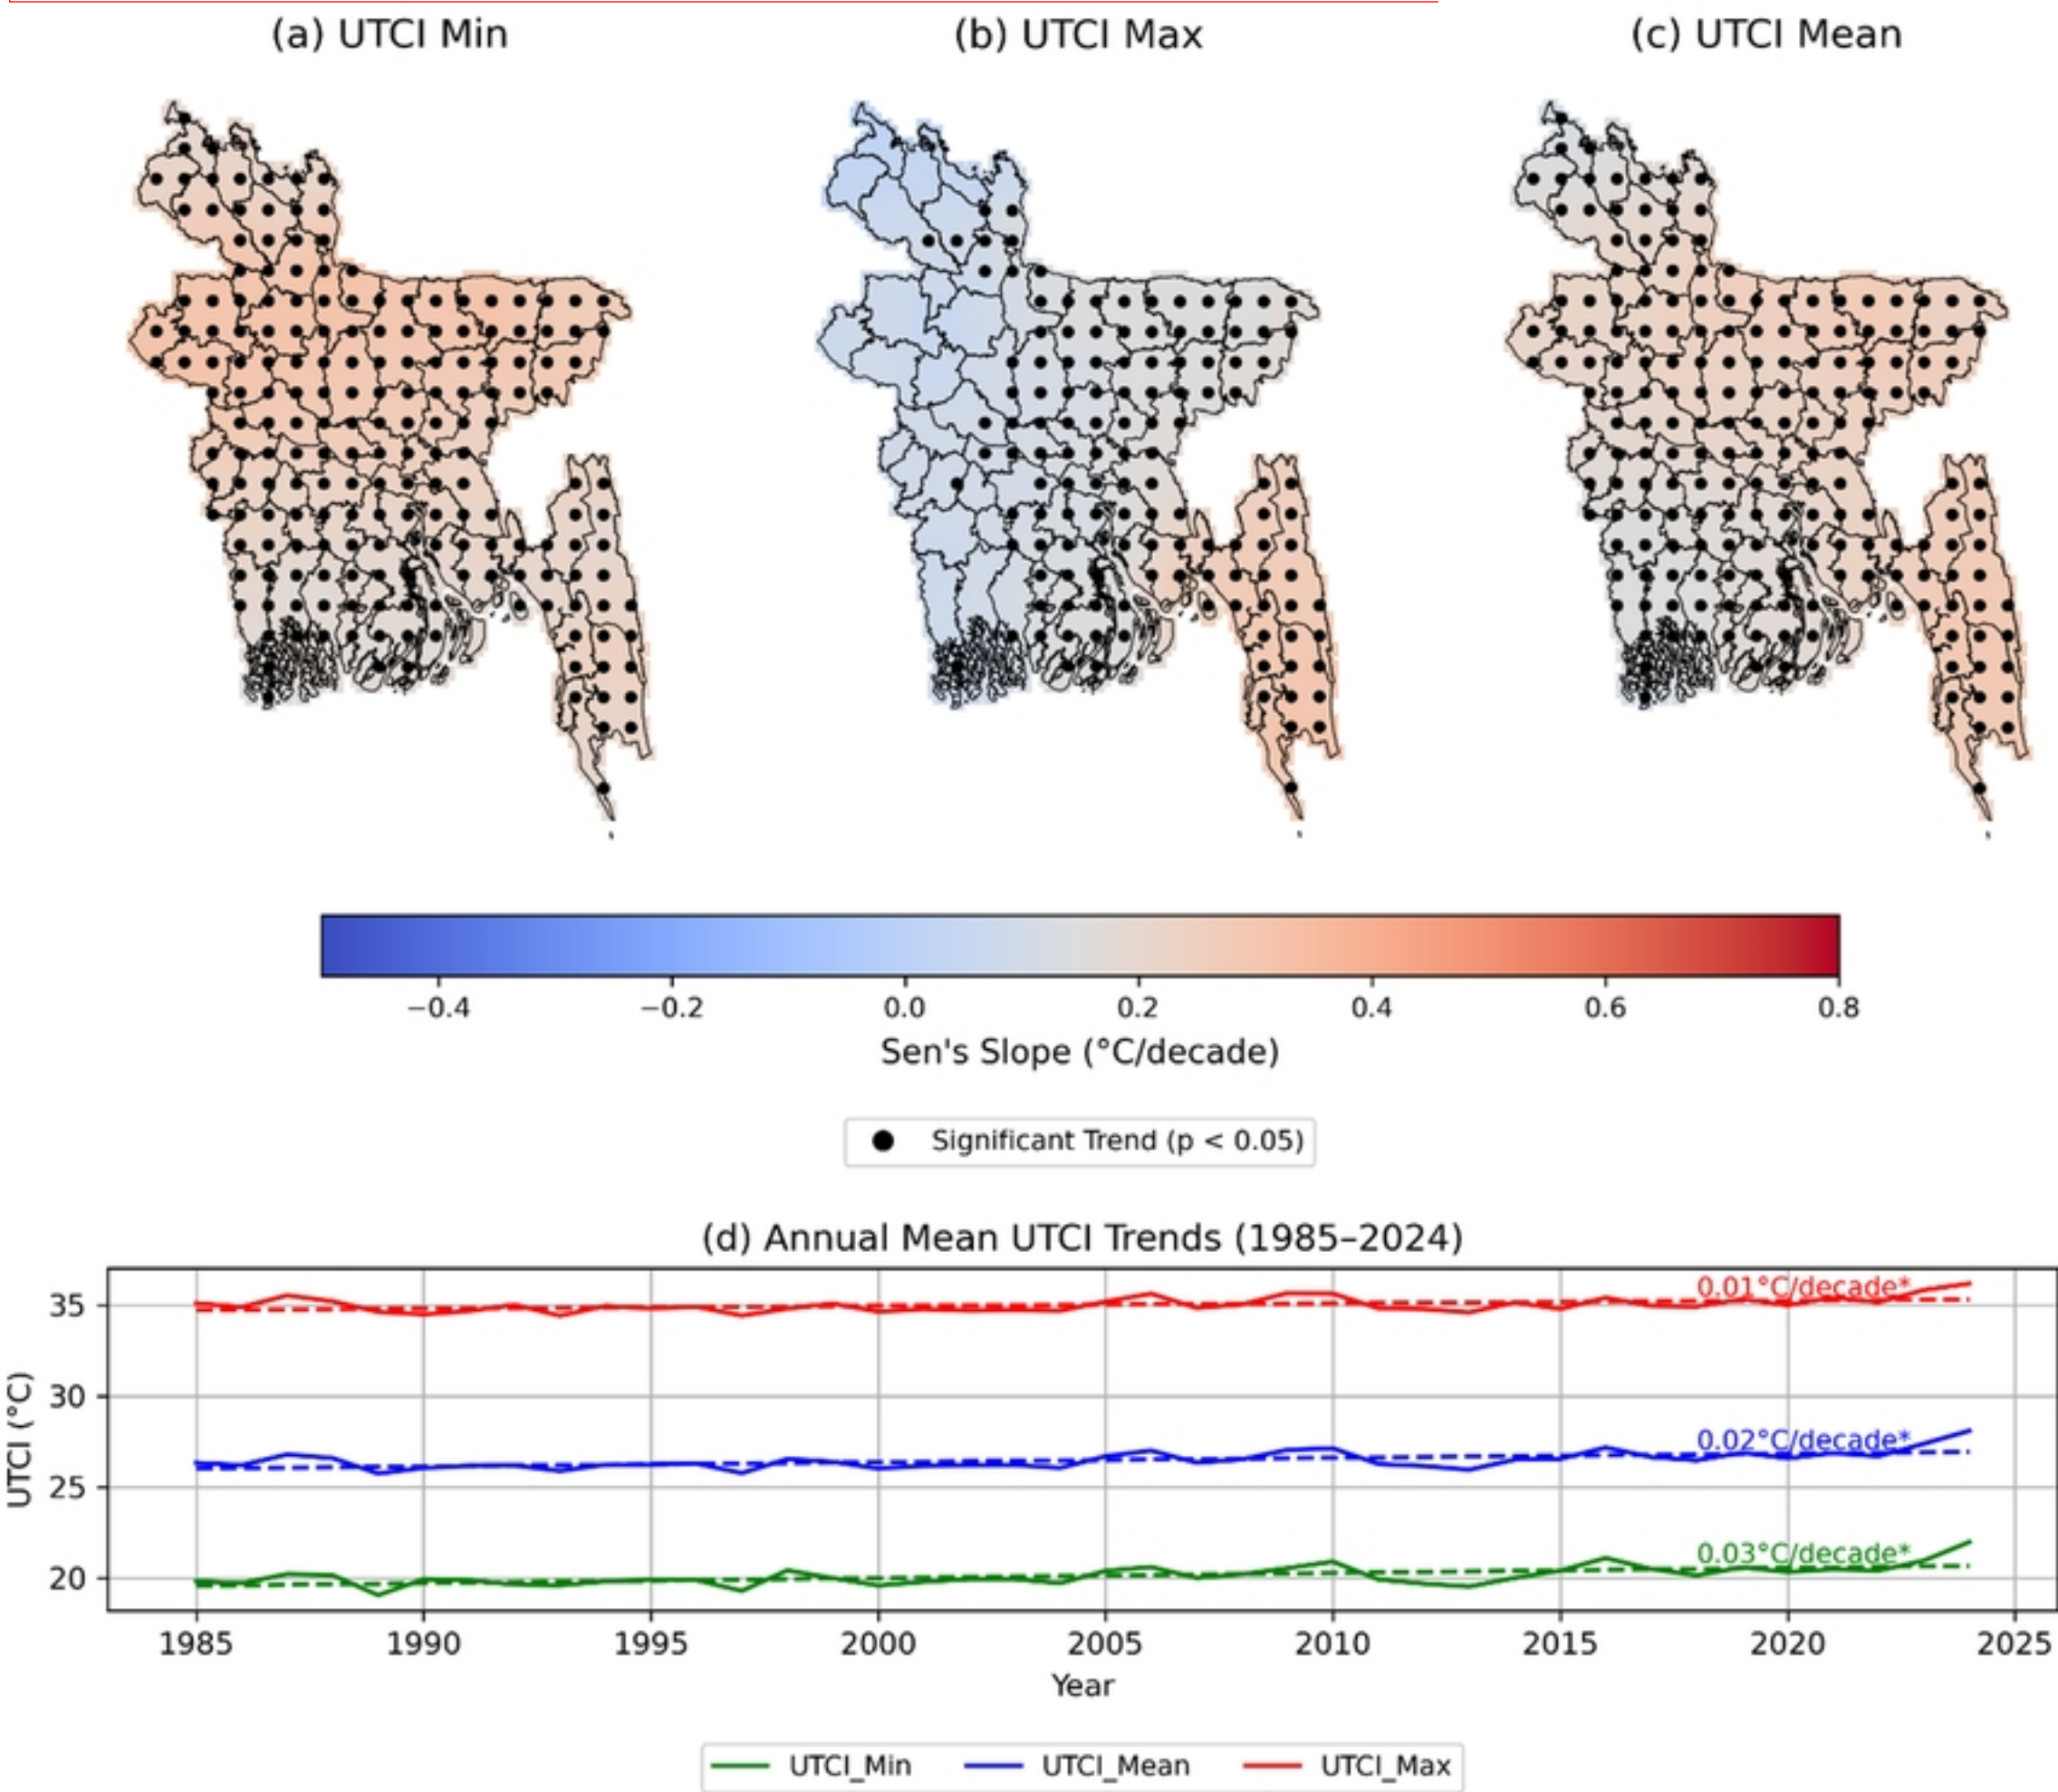 (a) UTCI Min
(b) UTCI Max
(c) UTCI Mean
−0.4
−0.2
0.0
0.2
0.4
0.6
0.8
Sen's Slope (°C/decade)
Significant Trend (p < 0.05)
(d) Annual Mean UTCI Trends (1985–2024)
UTCI (°C)
35
30
25
20
0.01°C/decade*
0.02°C/decade*
0.03°C/decade*
1985
1990
1995
2000
2005
2010
2015
2020
2025
Year
UTCI_Min
UTCI_Mean
UTCI_Max